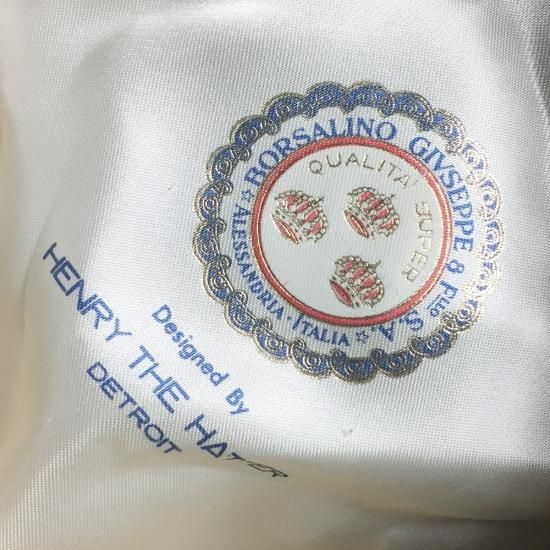 BORSALINO GIVSEPPE & Fllo S.A.
☆ ALESSANDRIA · ITALIA ☆
QUALITA' SUPER
Designed By
HENRY THE HATTER
DETROIT